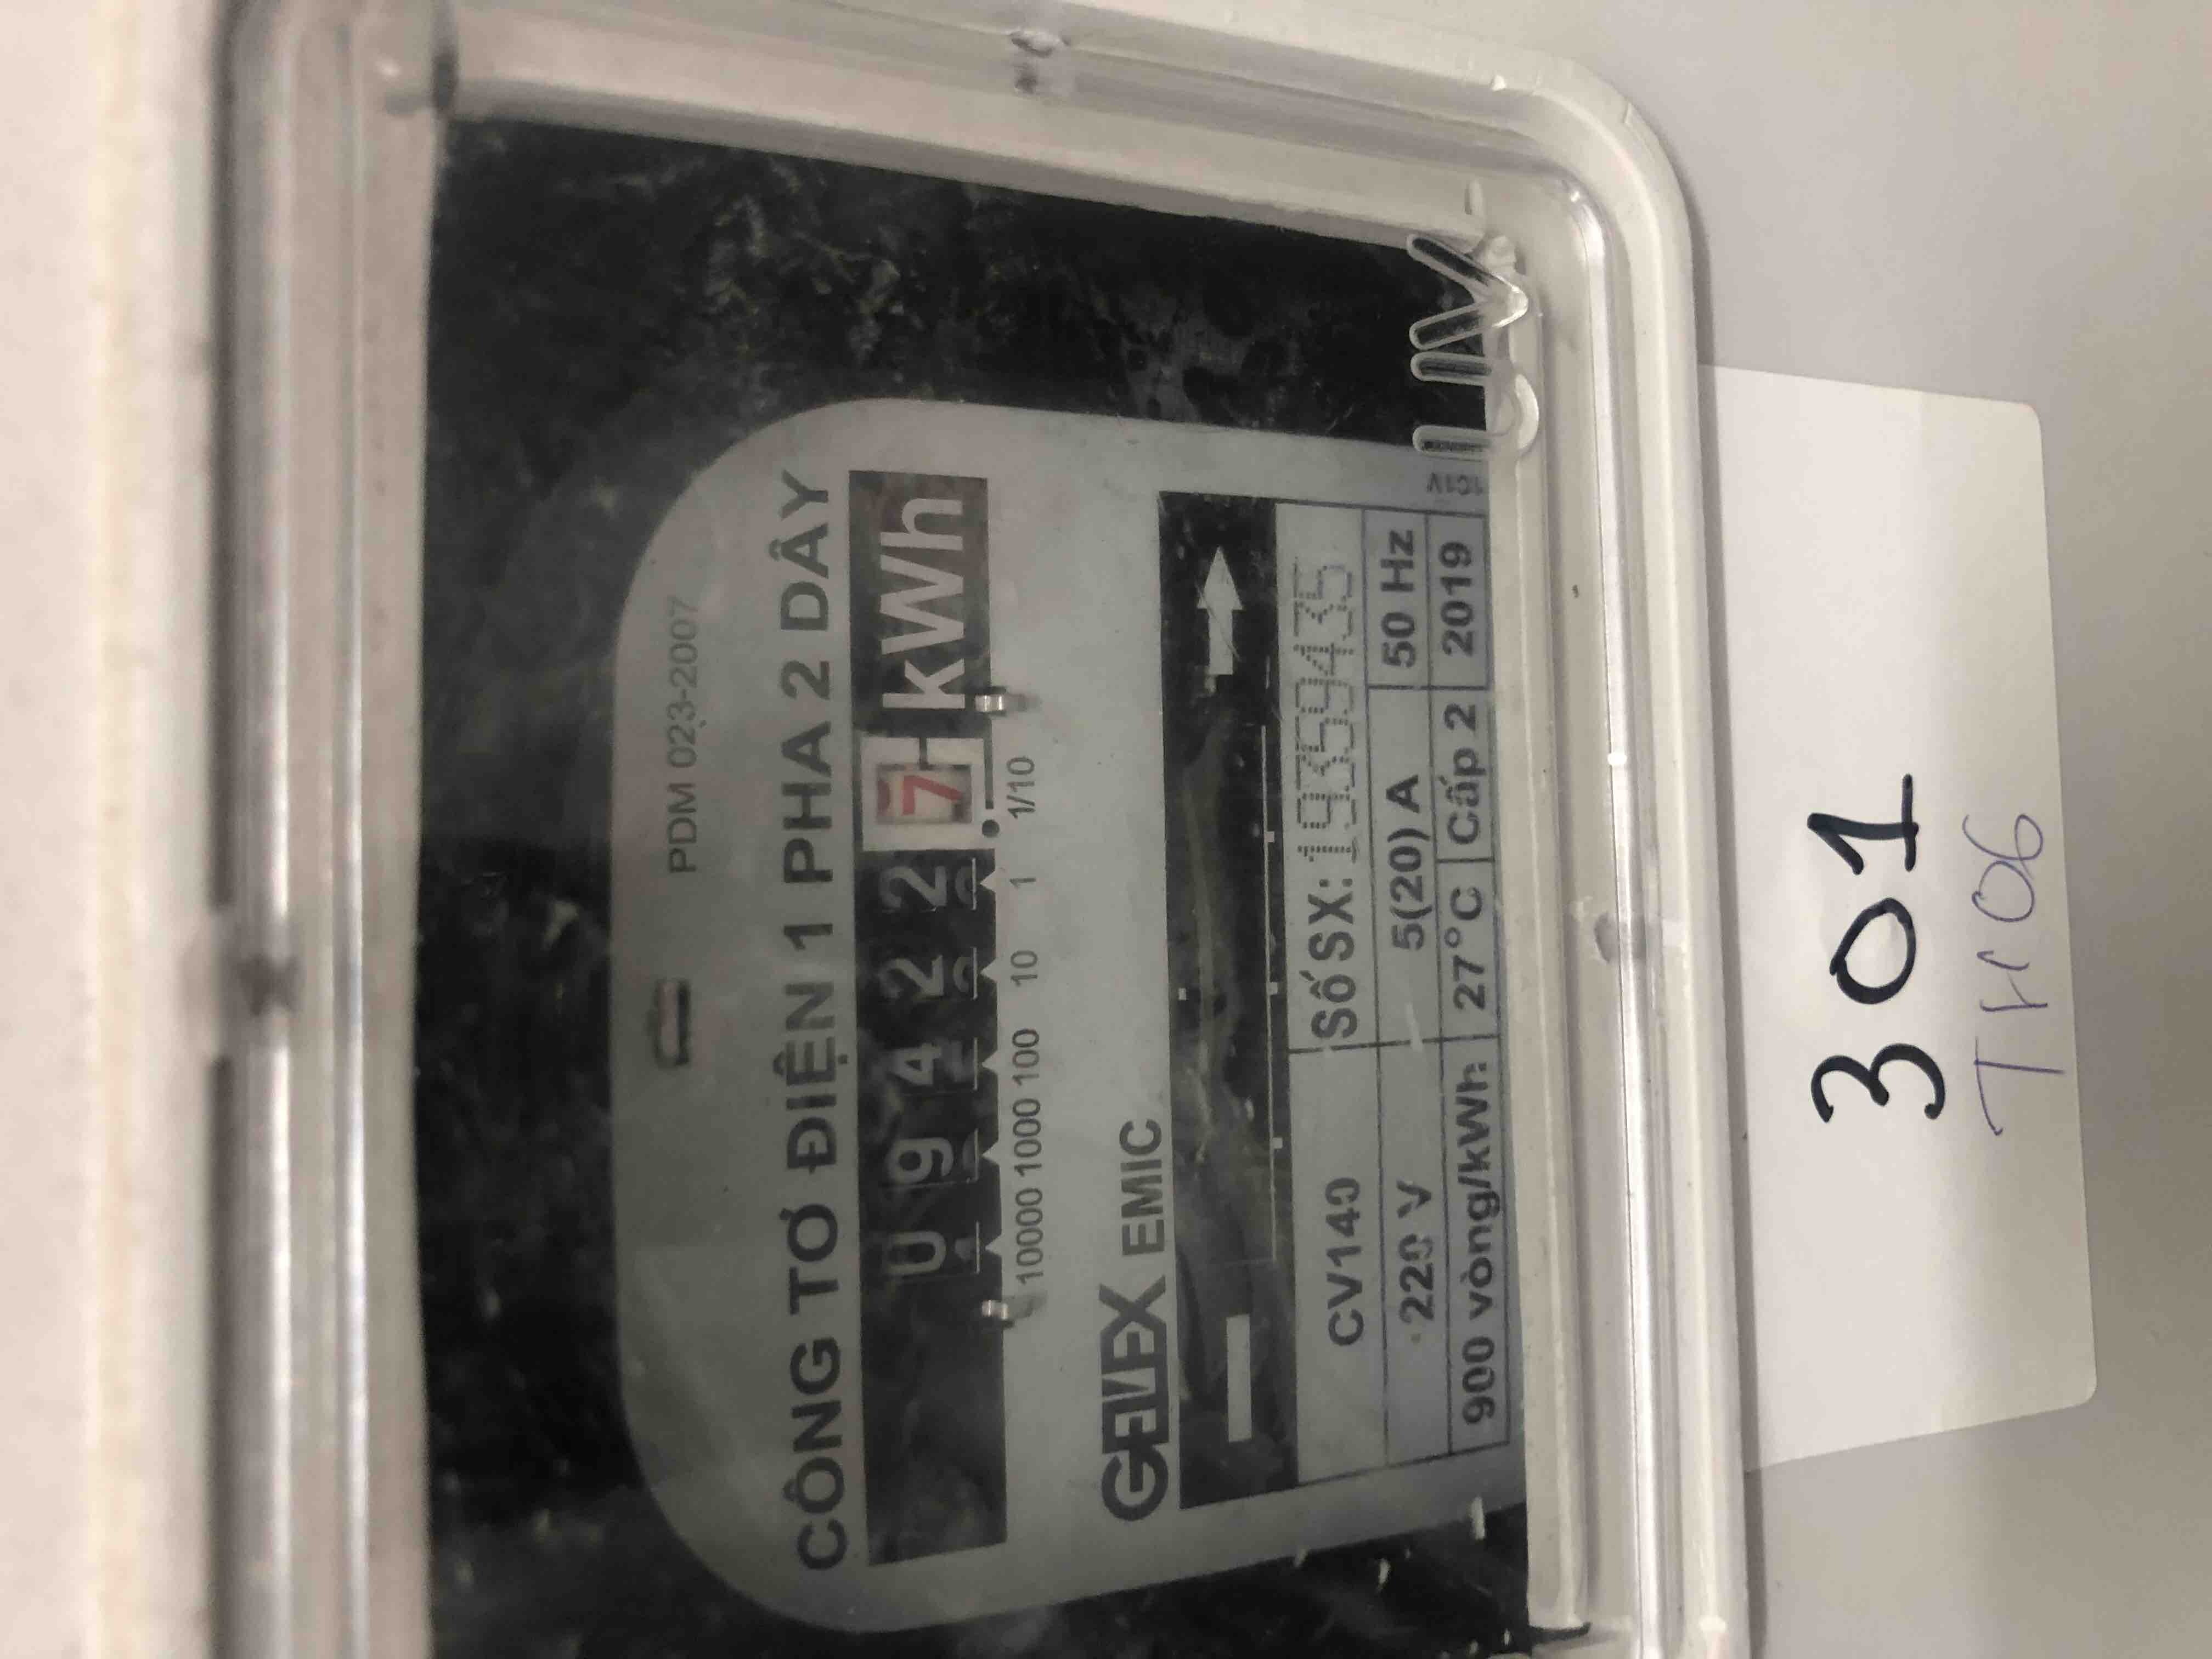 PDM 023-2007
CÔNG TƠ ĐIỆN 1 PHA 2 DÂY
0 9 4 2 2 7 kWh
10000 1000 100 10 1 1/10
GELEX EMIC
CV140 Số SX: 19359435
220 V 5(20) A 50 Hz
900 vòng/kWh 27°C Cấp 2 2019
301